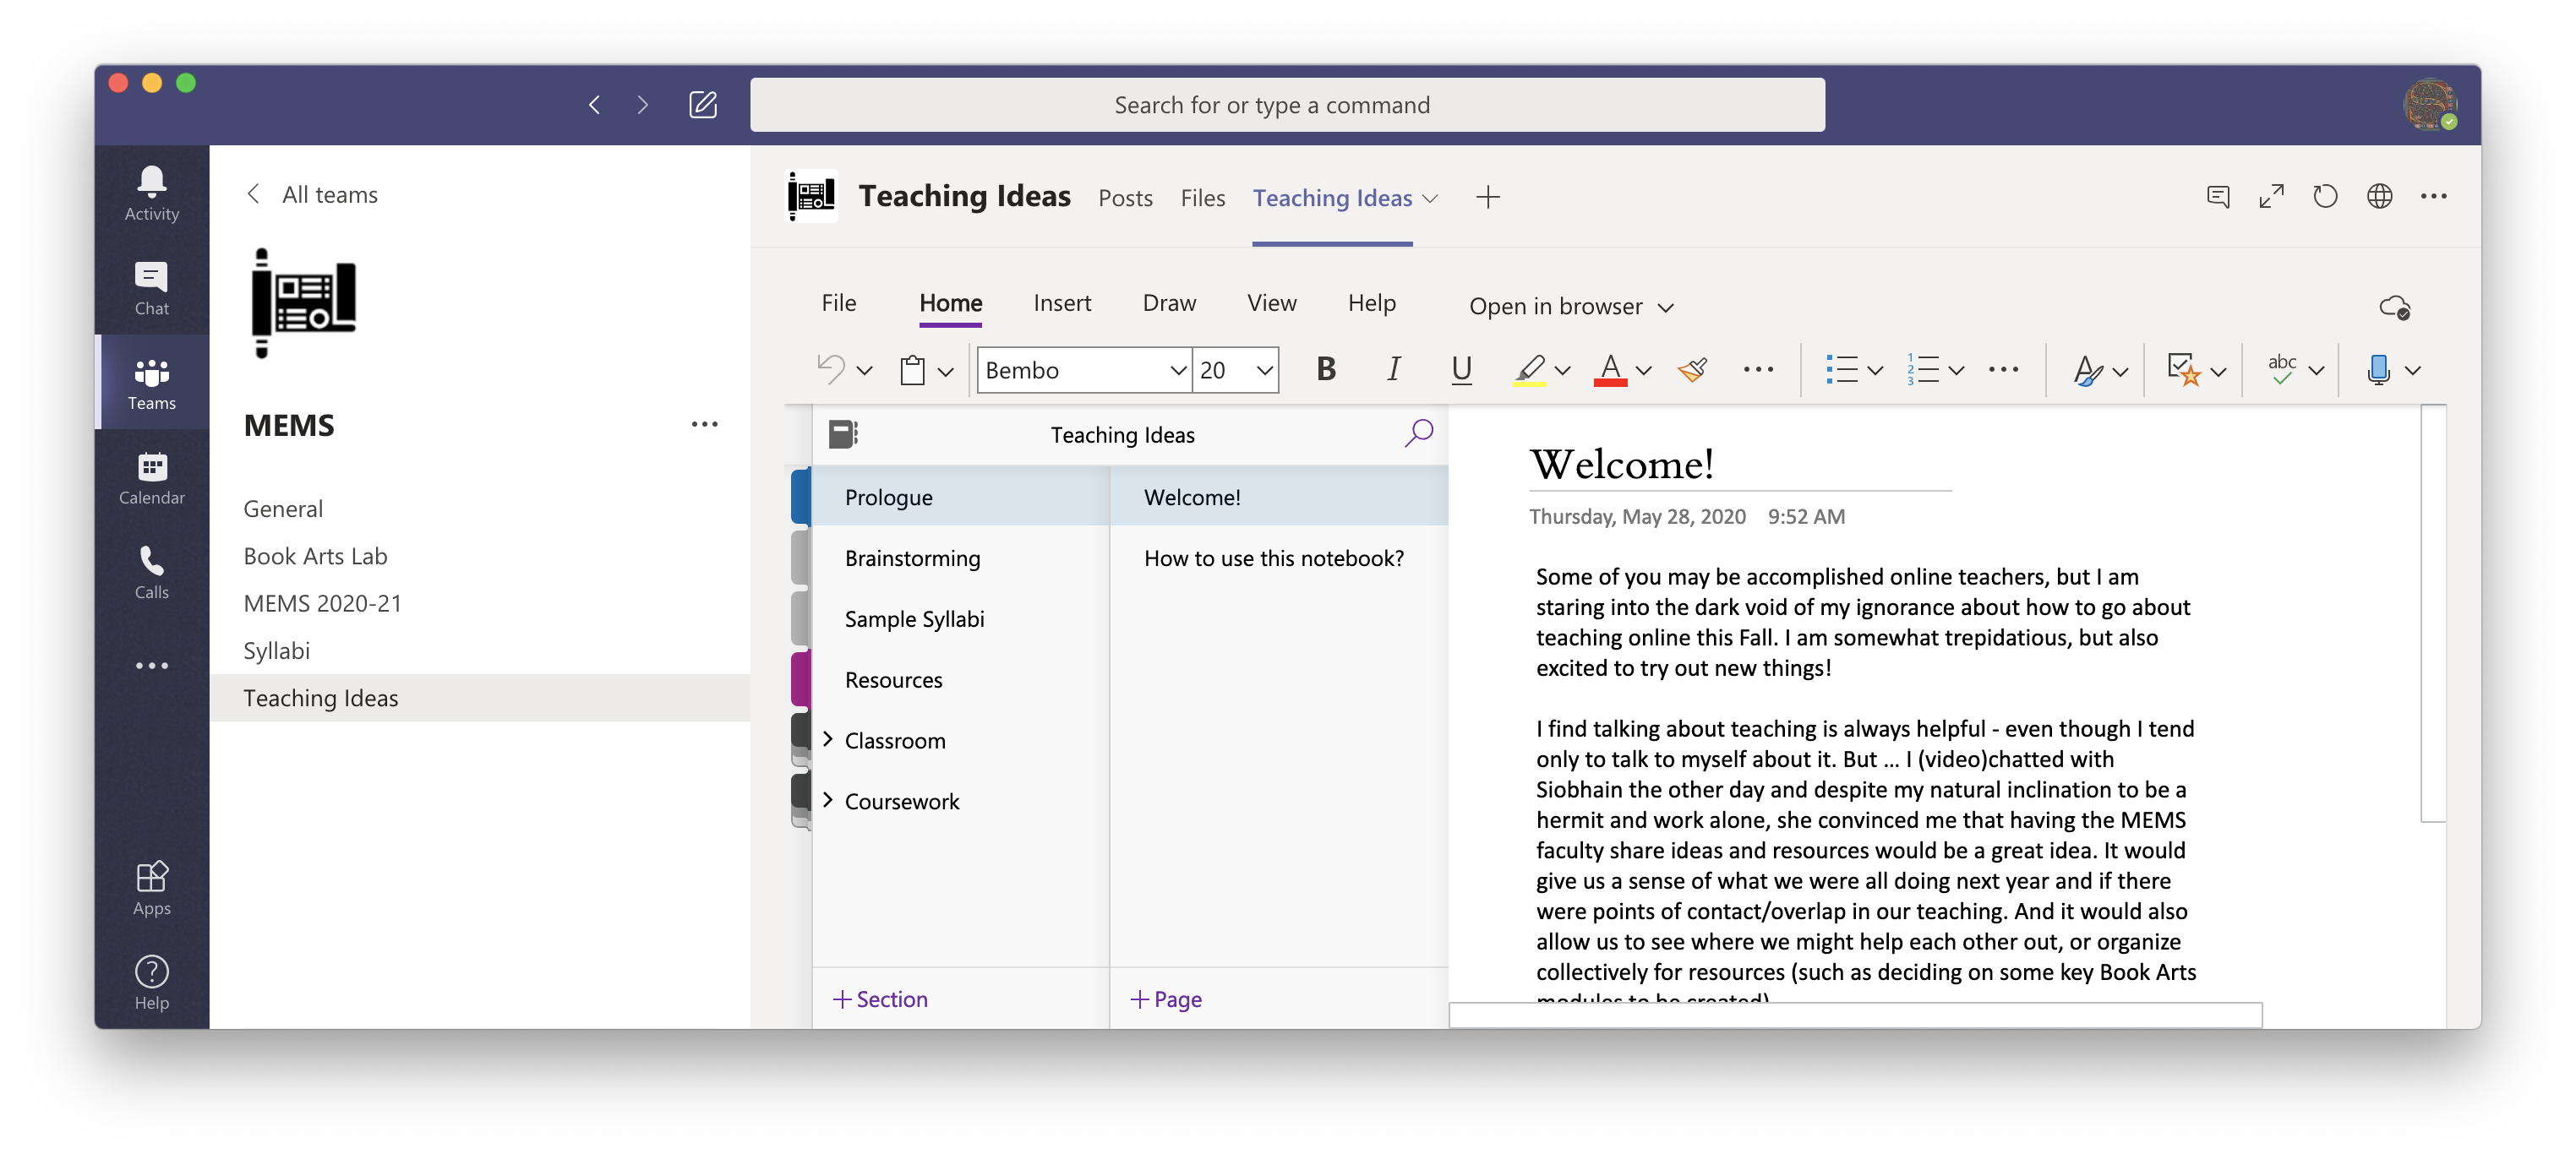 Search for or type a command
Activity
Chat
Teams
Calendar
Calls
Apps
Help
All teams
MEMS
General
Book Arts Lab
MEMS 2020-21
Syllabi
Teaching Ideas
Teaching Ideas Posts Files Teaching Ideas
File Home Insert Draw View Help Open in browser
Bembo 20 B I U A abc
1
2
3
Teaching Ideas
Prologue
Brainstorming
Sample Syllabi
Resources
Classroom
Coursework
+ Section
Welcome!
How to use this notebook?
+ Page
Welcome!
Thursday, May 28, 2020 9:52 AM
Some of you may be accomplished online teachers, but I am
staring into the dark void of my ignorance about how to go about
teaching online this Fall. I am somewhat trepidatious, but also
excited to try out new things!
I find talking about teaching is always helpful - even though I tend
only to talk to myself about it. But ... I (video)chatted with
Siobhain the other day and despite my natural inclination to be a
hermit and work alone, she convinced me that having the MEMS
faculty share ideas and resources would be a great idea. It would
give us a sense of what we were all doing next year and if there
were points of contact/overlap in our teaching. And it would also
allow us to see where we might help each other out, or organize
collectively for resources (such as deciding on some key Book Arts
modules to be created)